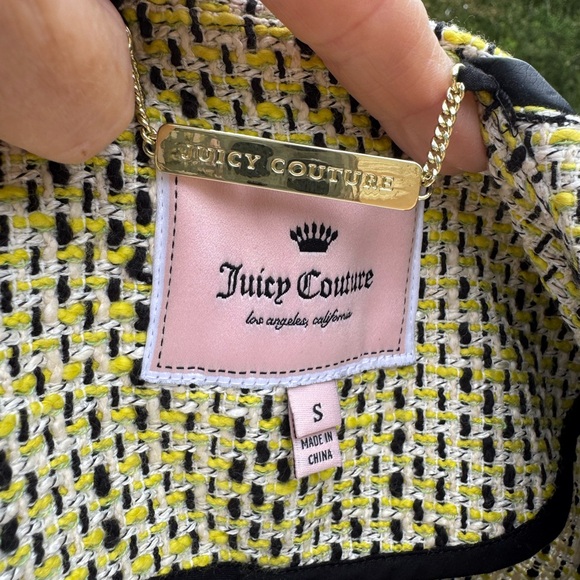 JUICY COUTURE
Juicy Couture
los angeles, california
S
MADE IN
CHINA